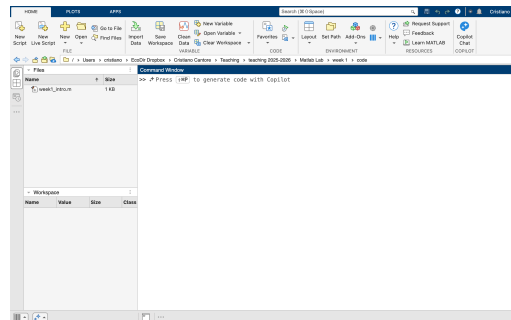 HOME PLOTS APPS Search (⌘⇧Space) Cristiano
New Script
New Live Script
New
Open
Go to File
Find Files
Import Data
Save Workspace
Clean Data
New Variable
Open Variable
Clear Workspace
Favorites
Layout
Set Path
Add-Ons
Help
Request Support
Feedback
Learn MATLAB
Copilot Chat
FILE VARIABLE CODE ENVIRONMENT RESOURCES COPILOT
/ › Users › cristiano › EcoDir Dropbox › Cristiano Cantore › Teaching › teaching 2025-2026 › Matlab Lab › week 1 › code
Files
Name Size
week1_intro.m 1 KB
Command Window
>> Press ⇧⌘P to generate code with Copilot
Workspace
Name Value Size Class